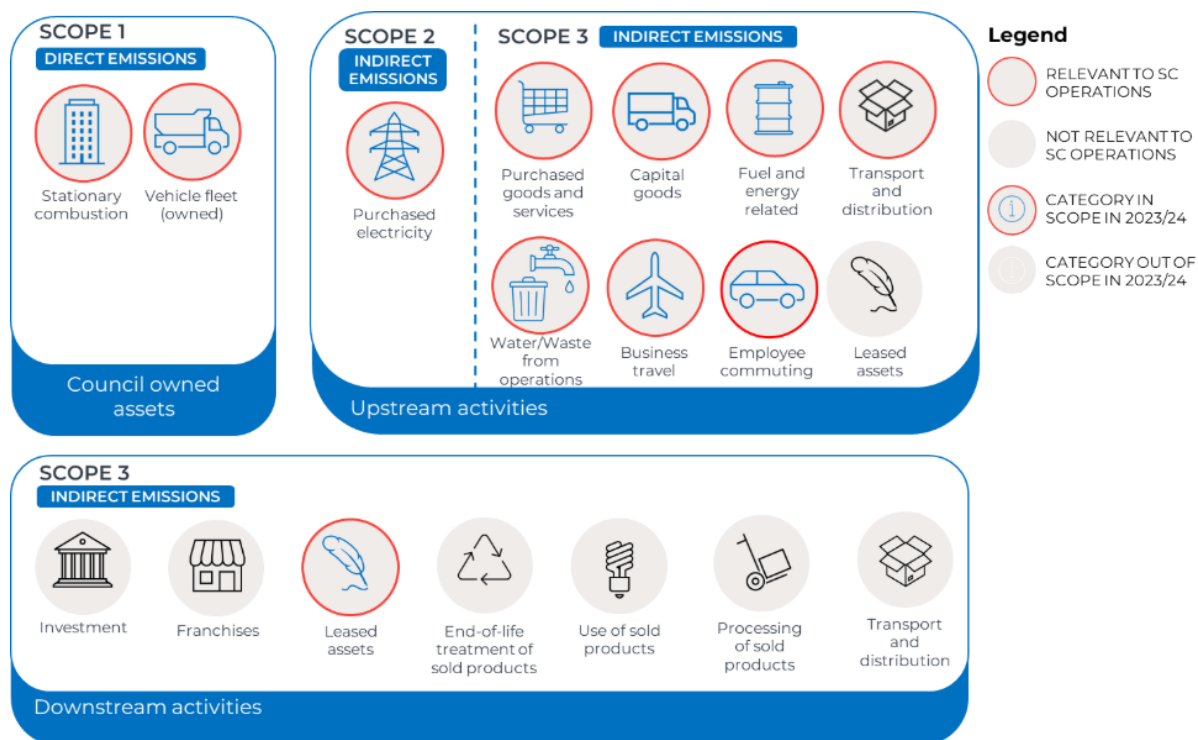 SCOPE 1
DIRECT EMISSIONS
Stationary
combustion
Vehicle fleet
(owned)
Council owned
assets
SCOPE 2
INDIRECT
EMISSIONS
Purchased
electricity
SCOPE 3
INDIRECT EMISSIONS
Purchased
goods and
services
Capital
goods
Fuel and
energy
related
Transport
and
distribution
Water/Waste
from
operations
Business
travel
Employee
commuting
Leased
assets
Upstream activities
Legend
RELEVANT TO SC
OPERATIONS
NOT RELEVANT TO
SC OPERATIONS
CATEGORY IN
SCOPE IN 2023/24
CATEGORY OUT OF
SCOPE IN 2023/24
SCOPE 3
INDIRECT EMISSIONS
Investment
Franchises
Leased
assets
End-of-life
treatment of
sold products
Use of sold
products
Processing
of sold
products
Transport
and
distribution
Downstream activities